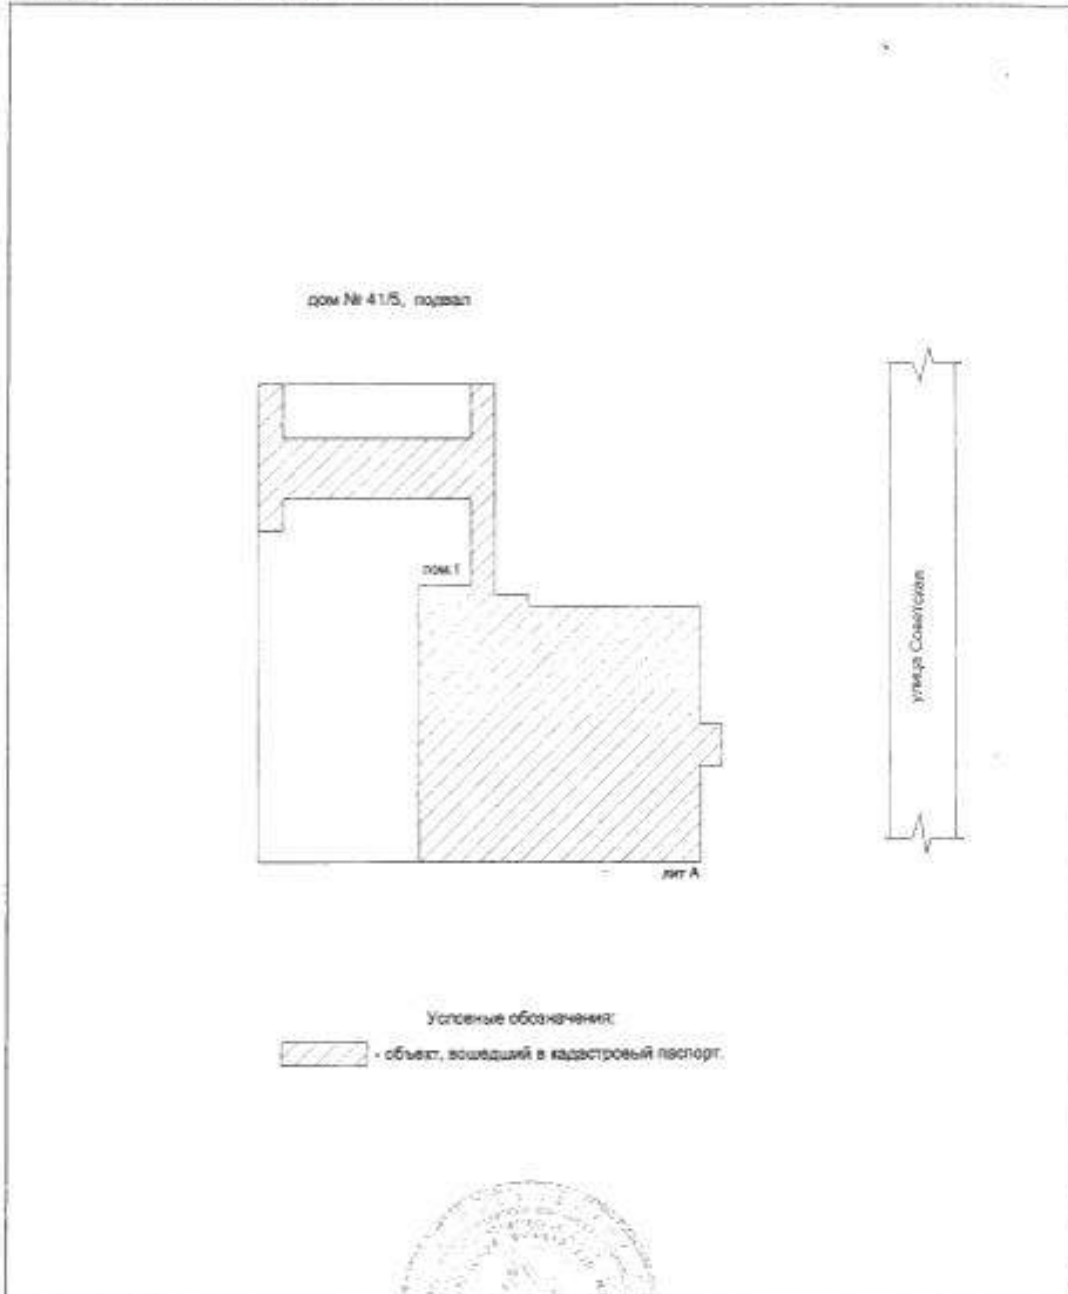 дом № 41/5, подвал
пом.1
улица Советская
лит А
Условные обозначения:
- объект, вошедший в кадастровый паспорт.